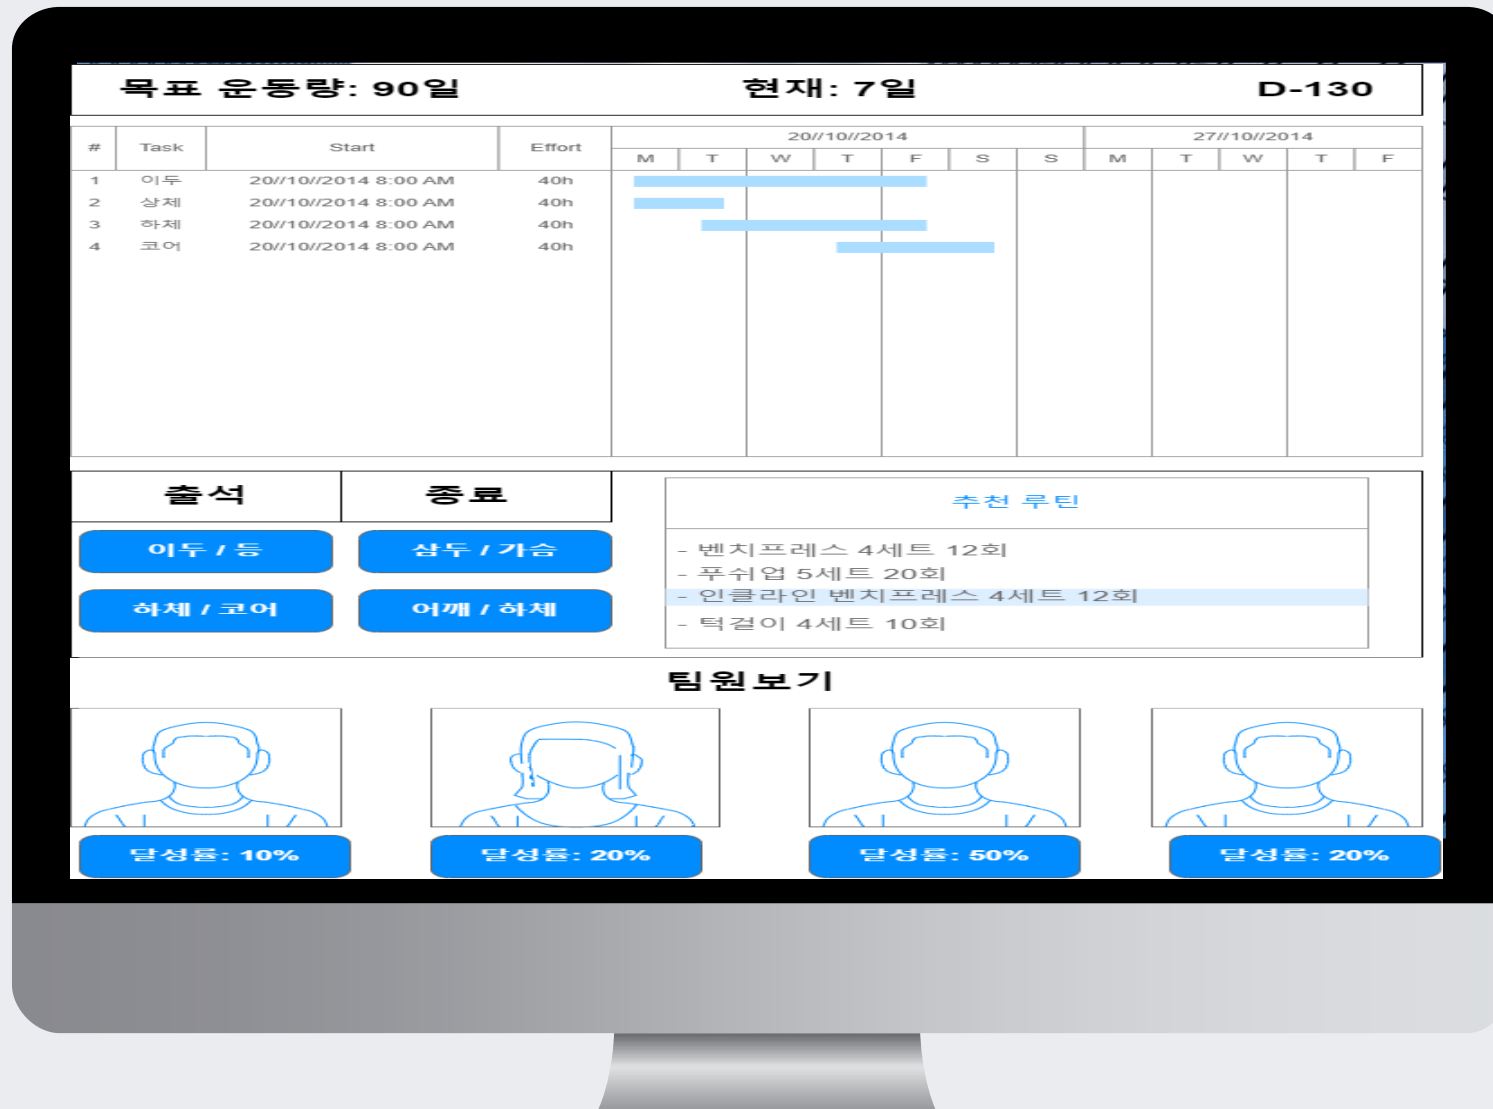 목표 운동량: 90일 현재: 7일 D-130
# Task Start Effort 20//10//2014 27//10//2014
M T W T F S S M T W T F
1 이두 20//10//2014 8:00 AM 40h
2 상체 20//10//2014 8:00 AM 40h
3 하체 20//10//2014 8:00 AM 40h
4 코어 20//10//2014 8:00 AM 40h
출석 종료
이두 / 등 삼두 / 가슴
하체 / 코어 어깨 / 하체
추천 루틴
- 벤치프레스 4세트 12회
- 푸쉬업 5세트 20회
- 인클라인 벤치프레스 4세트 12회
- 턱걸이 4세트 10회
팀원보기
달성률: 10% 달성률: 20% 달성률: 50% 달성률: 20%